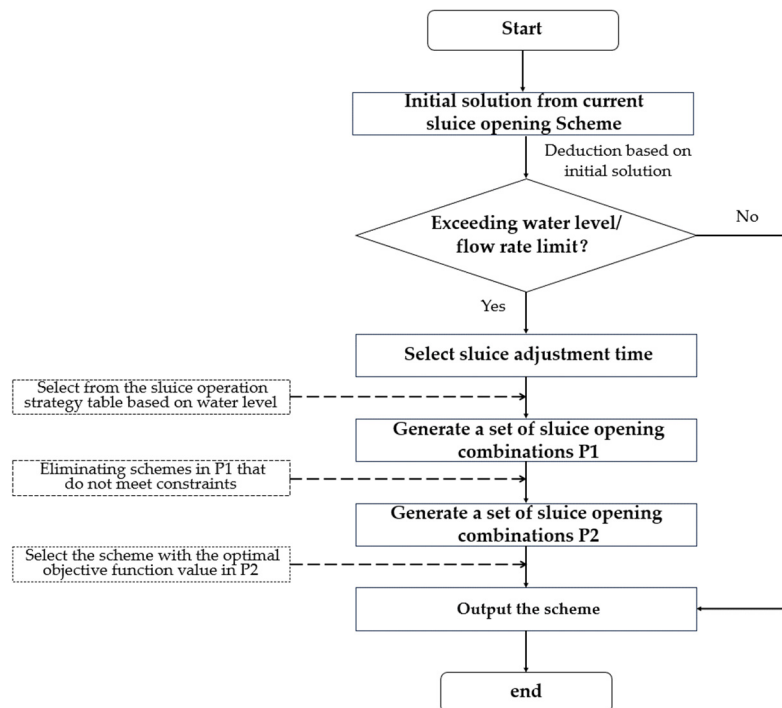 Start
Initial solution from current
sluice opening Scheme
Deduction based on
initial solution
Exceeding water level/
flow rate limit?
No
Yes
Select sluice adjustment time
Select from the sluice operation
strategy table based on water level
Generate a set of sluice opening
combinations P1
Eliminating schemes in P1 that
do not meet constraints
Generate a set of sluice opening
combinations P2
Select the scheme with the optimal
objective function value in P2
Output the scheme
end